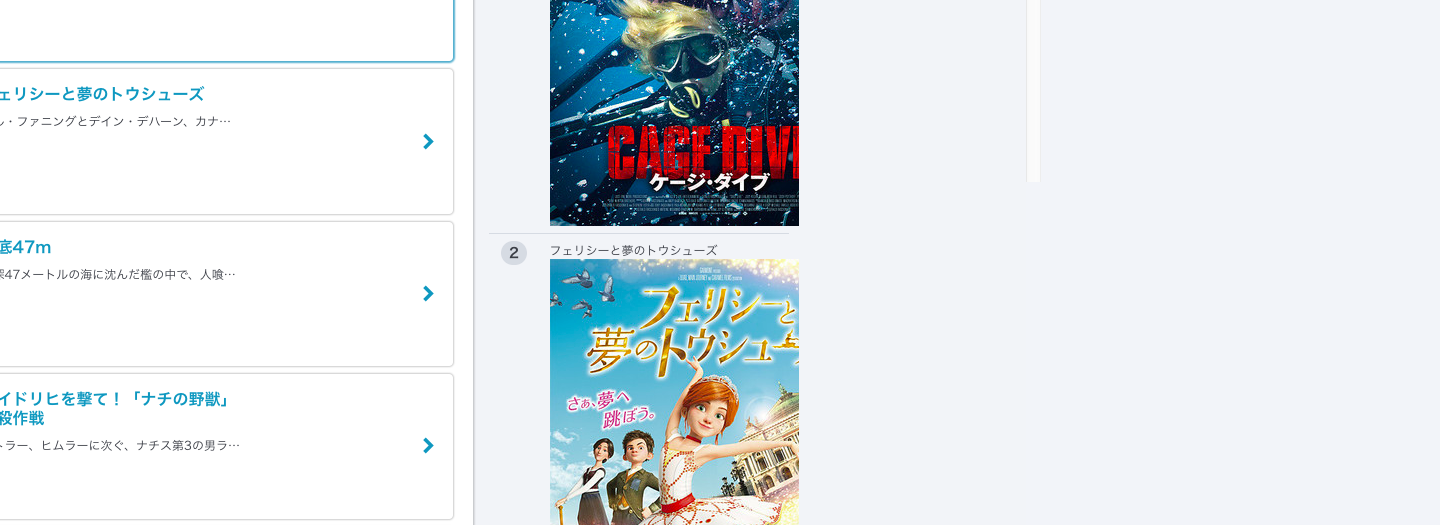 ェリシーと夢のトウシューズ
ル・ファニングとデイン・デハーン、カナ…
底47m
深47メートルの海に沈んだ檻の中で、人喰…
イドリヒを撃て！「ナチの野獣」
殺作戦
トラー、ヒムラーに次ぐ、ナチス第3の男ラ…
CAGE DIVE
ケージ・ダイブ
2
フェリシーと夢のトウシューズ
フェリシーと
夢のトウシュー
さぁ、夢へ
跳ぼう。